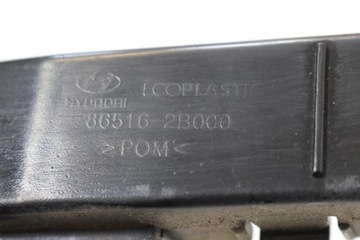 HYUNDAI ECOPLASTIC
86516-2B000
>POM<